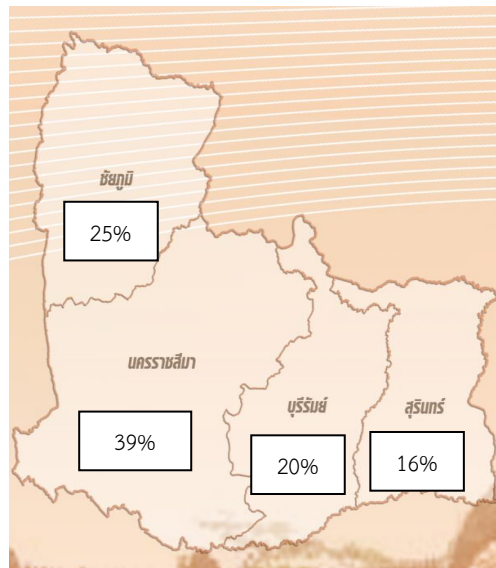 ชัยภูมิ
25%
นครราชสีมา
39%
บุรีรัมย์
20%
สุรินทร์
16%